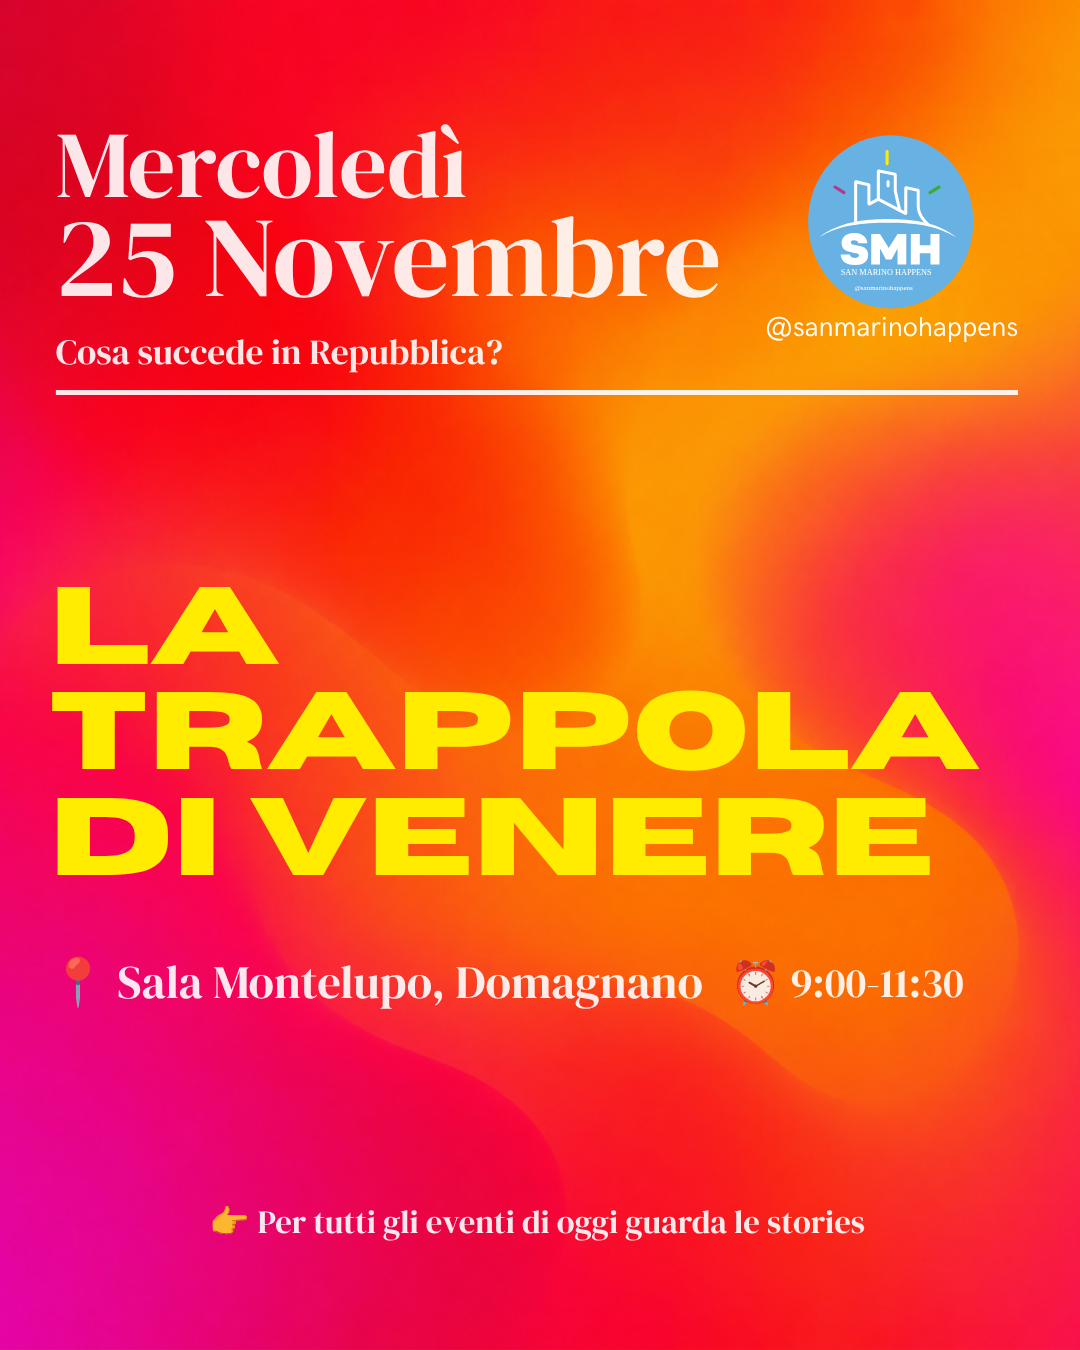 Mercoledì
25 Novembre
Cosa succede in Repubblica?
SMH
SAN MARINO HAPPENS
@sanmarinohappens
@sanmarinohappens
LA
TRAPPOLA
DI VENERE
📍 Sala Montelupo, Domagnano ⏰ 9:00-11:30
👉 Per tutti gli eventi di oggi guarda le stories